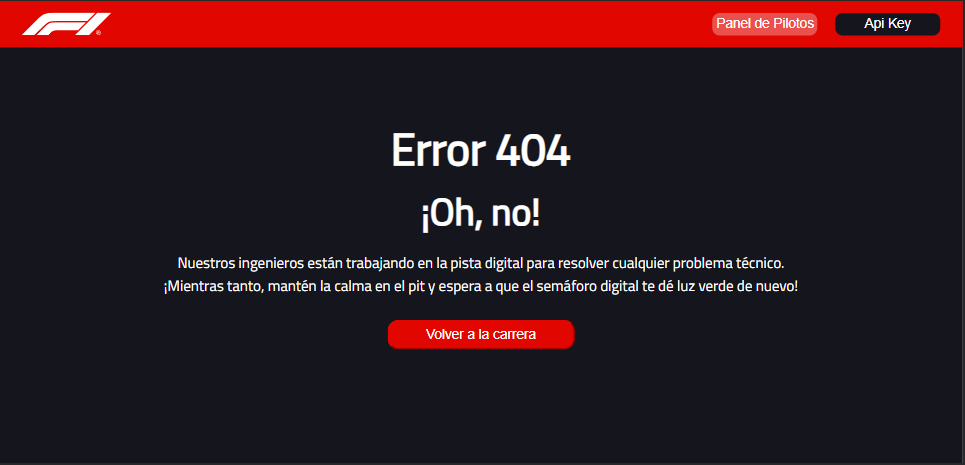 F1
Panel de Pilotos
Api Key
Error 404
¡Oh, no!
Nuestros ingenieros están trabajando en la pista digital para resolver cualquier problema técnico.
¡Mientras tanto, mantén la calma en el pit y espera a que el semáforo digital te dé luz verde de nuevo!
Volver a la carrera